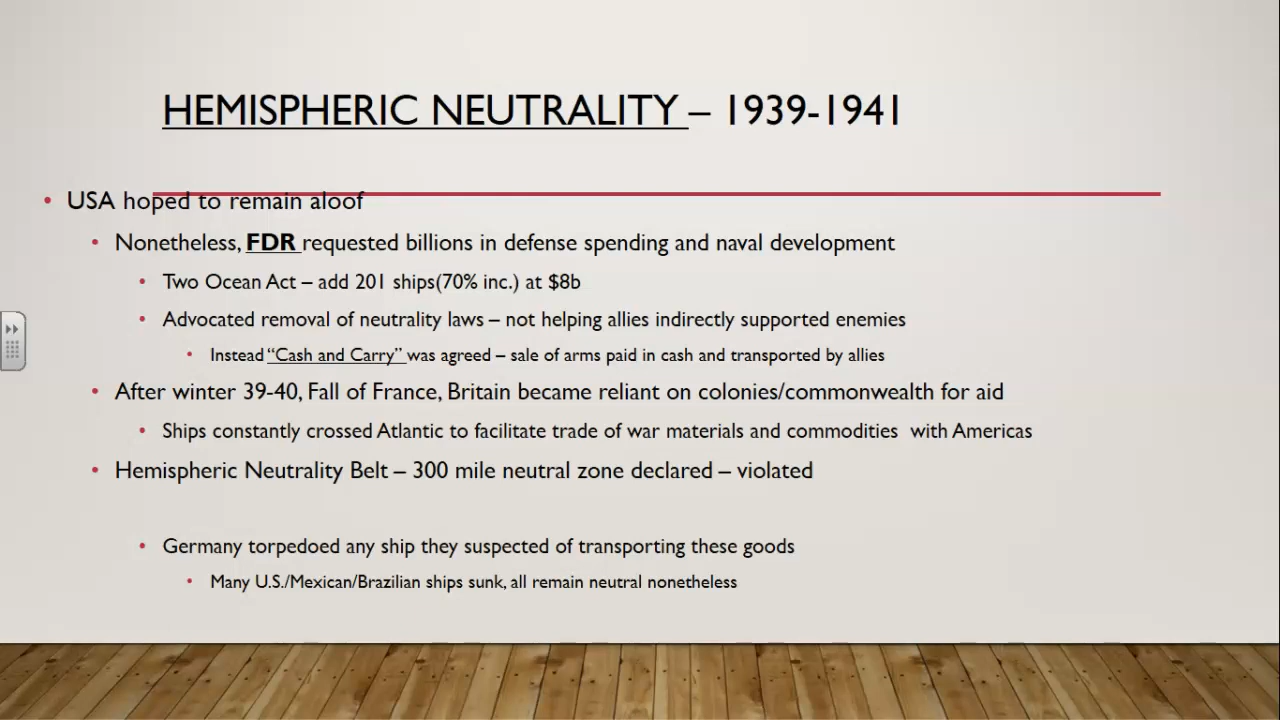 HEMISPHERIC NEUTRALITY – 1939-1941
• USA hoped to remain aloof
• Nonetheless, FDR requested billions in defense spending and naval development
• Two Ocean Act – add 201 ships(70% inc.) at $8b
• Advocated removal of neutrality laws – not helping allies indirectly supported enemies
• Instead “Cash and Carry” was agreed – sale of arms paid in cash and transported by allies
• After winter 39-40, Fall of France, Britain became reliant on colonies/commonwealth for aid
• Ships constantly crossed Atlantic to facilitate trade of war materials and commodities with Americas
• Hemispheric Neutrality Belt – 300 mile neutral zone declared – violated
• Germany torpedoed any ship they suspected of transporting these goods
• Many U.S./Mexican/Brazilian ships sunk, all remain neutral nonetheless